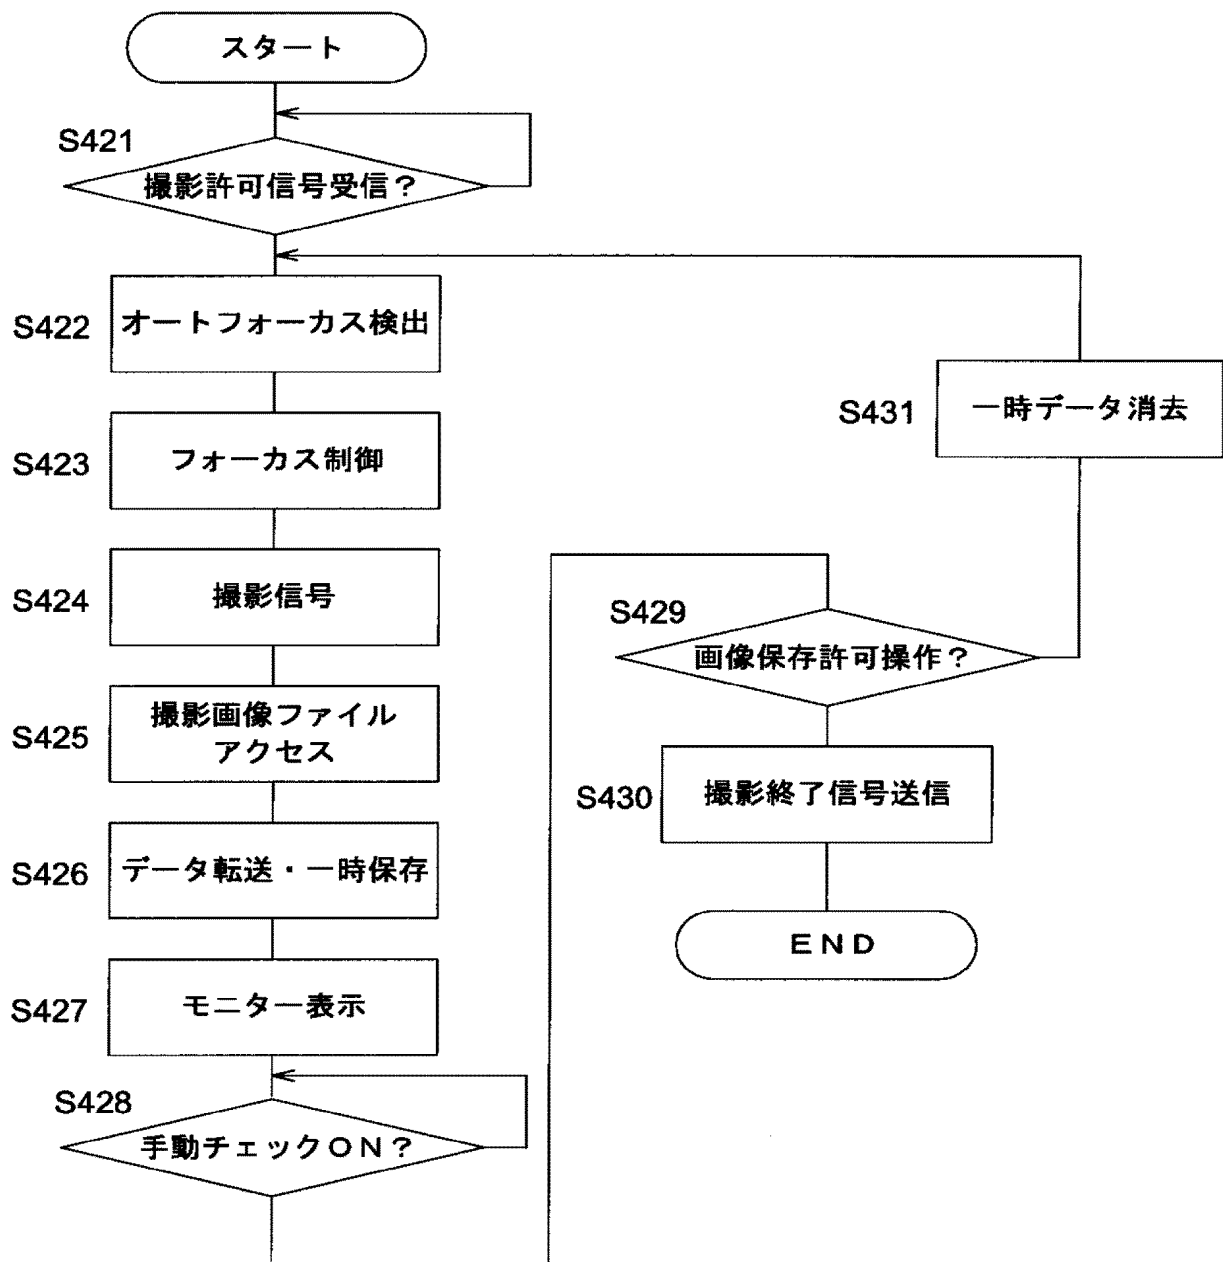 スタート
S421
撮影許可信号受信？
S422
オートフォーカス検出
S423
フォーカス制御
S424
撮影信号
S425
撮影画像ファイル
アクセス
S426
データ転送・一時保存
S427
モニター表示
S428
手動チェックＯＮ？
S431
一時データ消去
S429
画像保存許可操作？
S430
撮影終了信号送信
ＥＮＤ